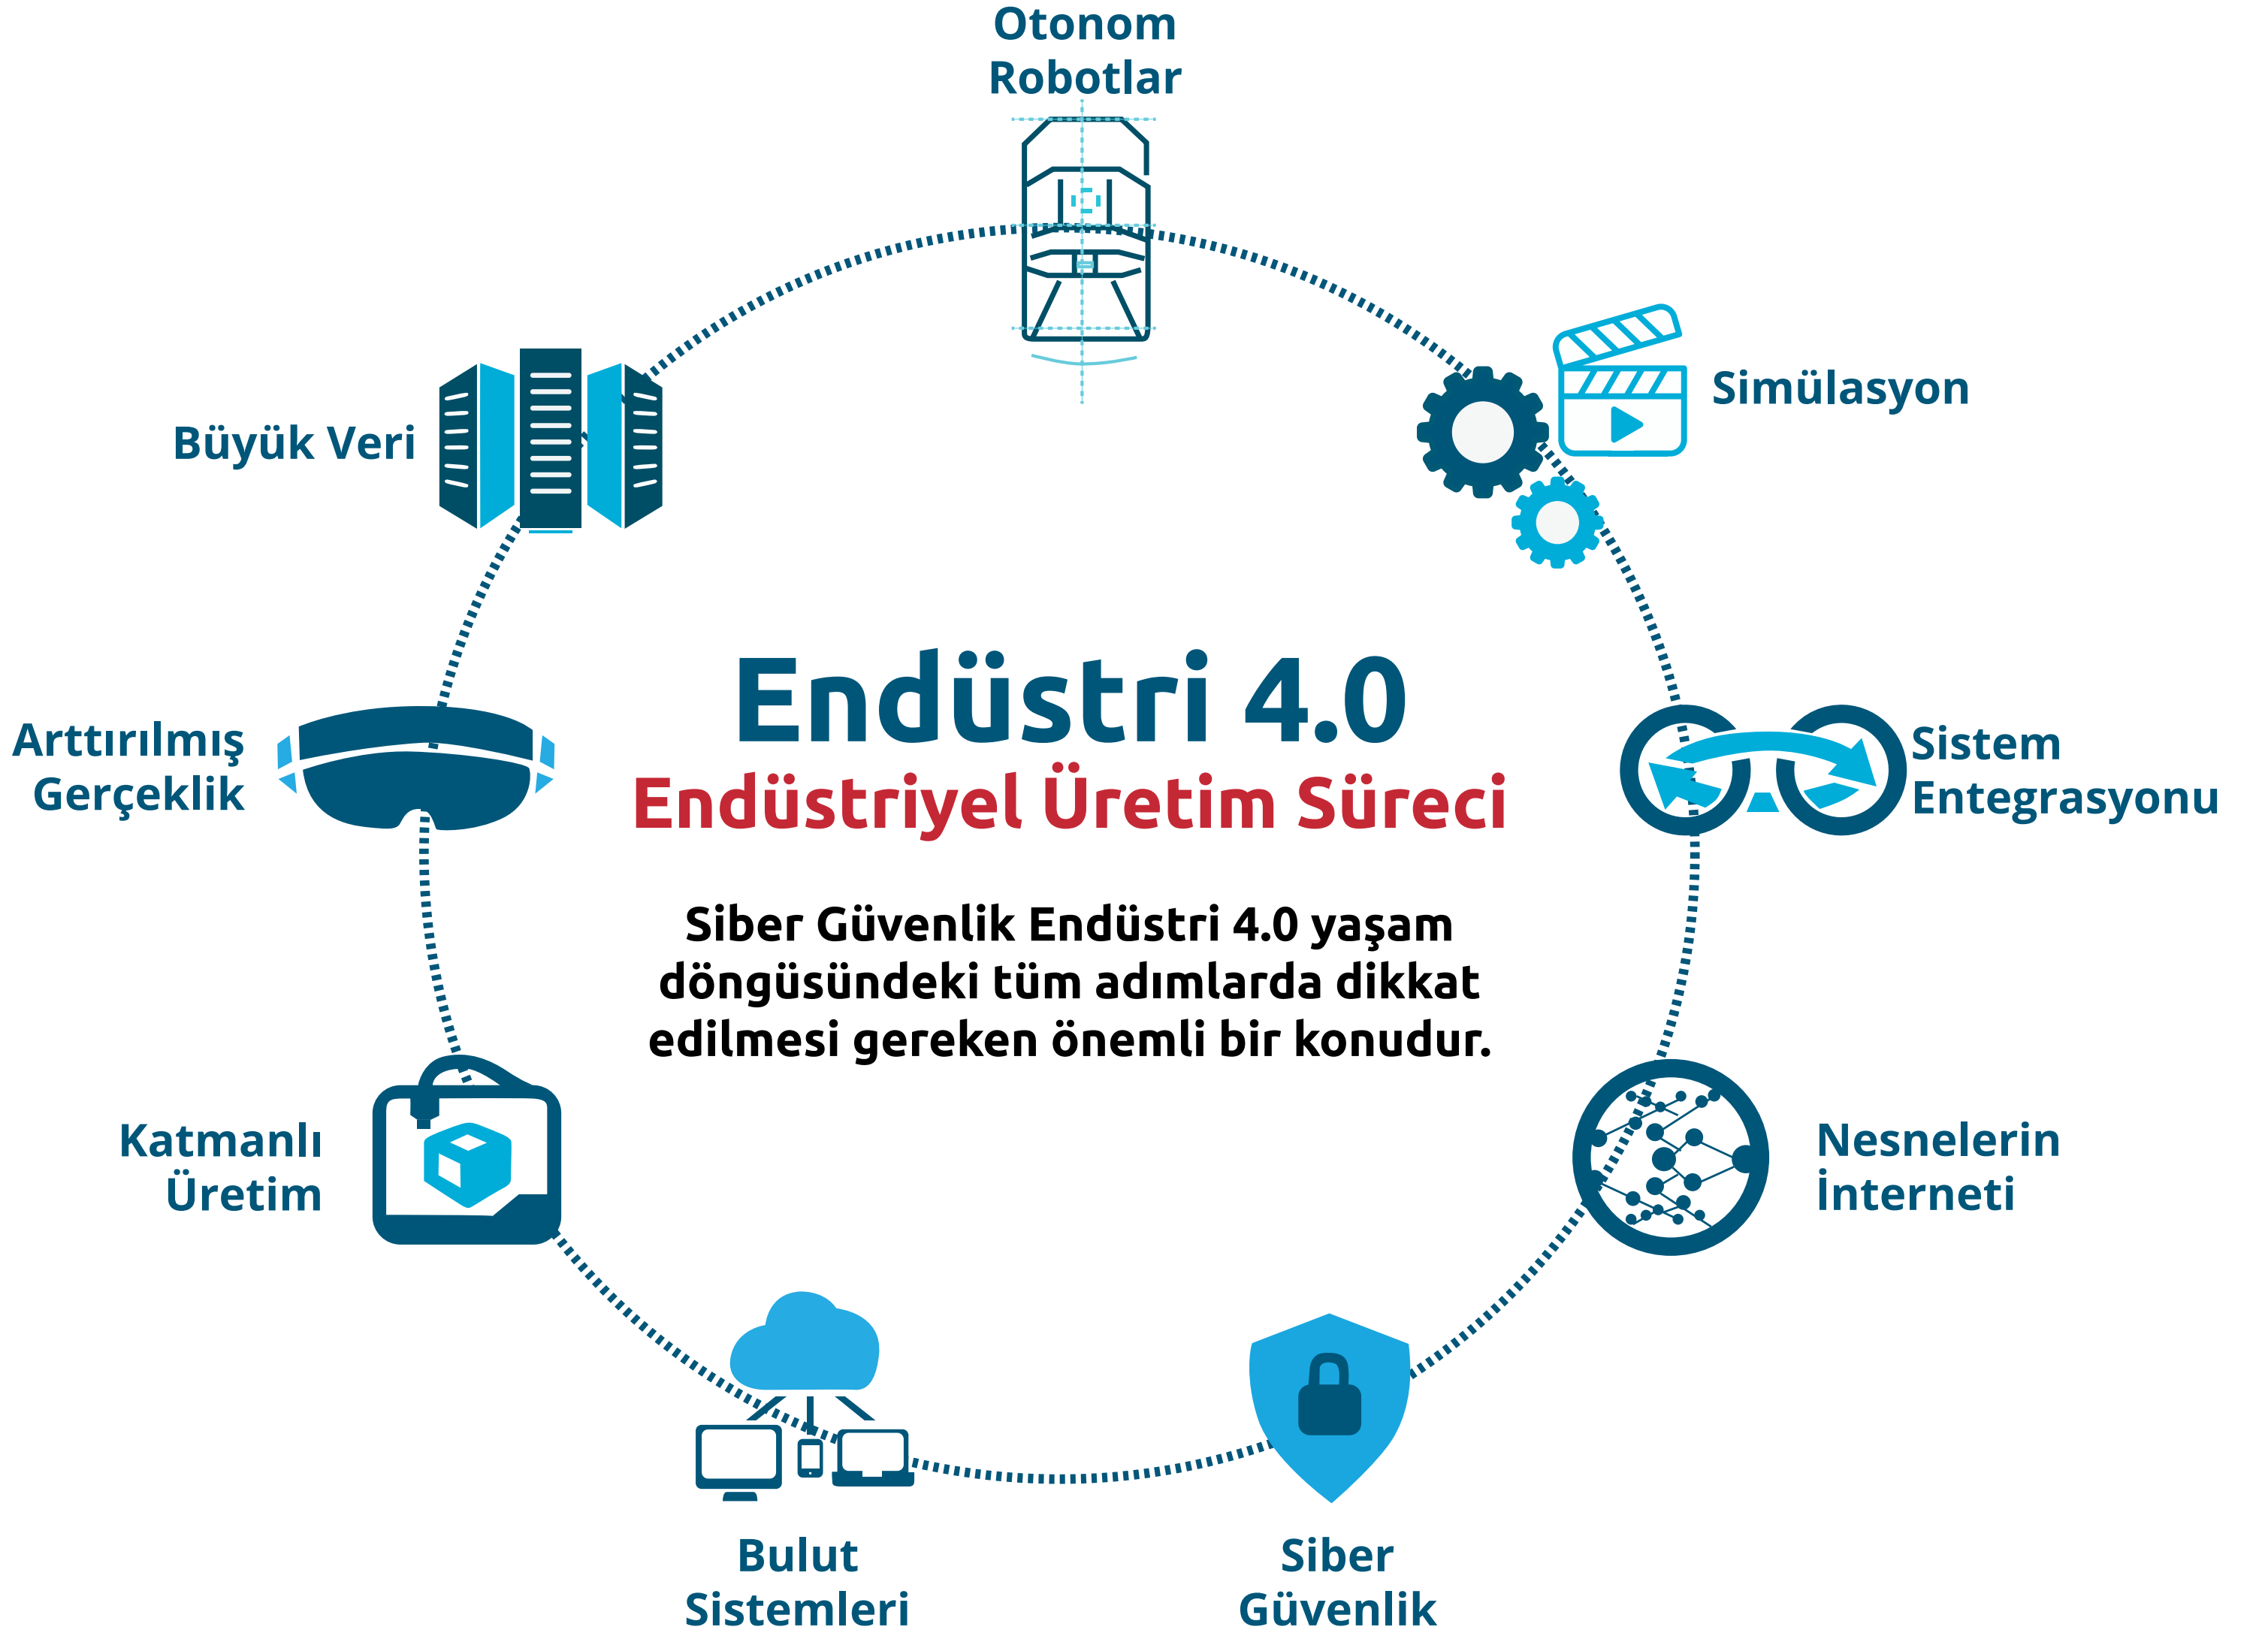 Otonom
Robotlar
Simülasyon
Büyük Veri
Endüstri 4.0
Endüstriyel Üretim Süreci
Arttırılmış
Gerçeklik
Sistem
Entegrasyonu
Siber Güvenlik Endüstri 4.0 yaşam
döngüsündeki tüm adımlarda dikkat
edilmesi gereken önemli bir konudur.
Katmanlı
Üretim
Nesnelerin
İnterneti
Bulut
Sistemleri
Siber
Güvenlik